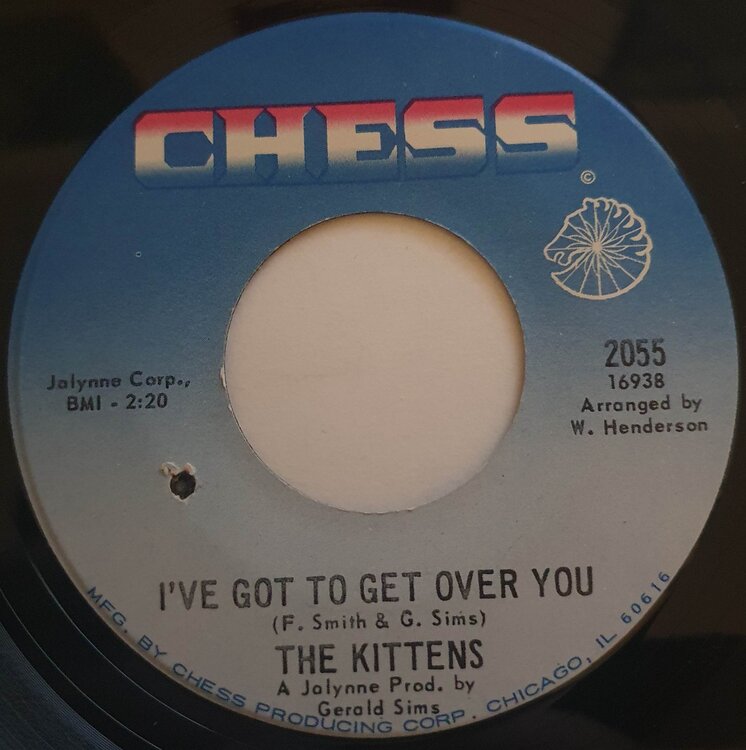 CHESS
©
2055
16938
Arranged by
W. Henderson
Jalynne Corp.,
BMI - 2:20
I'VE GOT TO GET OVER YOU
(F. Smith & G. Sims)
THE KITTENS
A Jalynne Prod. by
Gerald Sims
MFG. BY CHESS PRODUCING CORP. CHICAGO, IL 60616